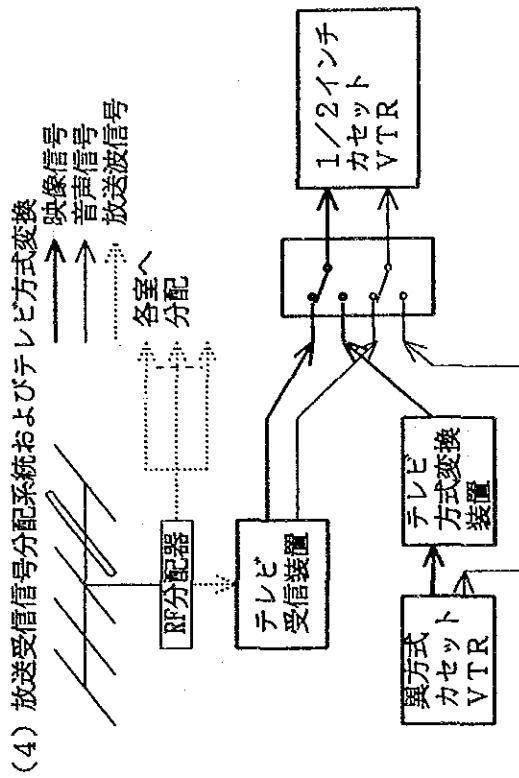 (4) 放送受信信号分配系統およびテレビ方式変換
映像信号
音声信号
放送波信号
各室へ
分配
RF分配器
テレビ
受信装置
1/2インチ
カセット
VTR
異方式
カセット
VTR
テレビ
方式変換
装置